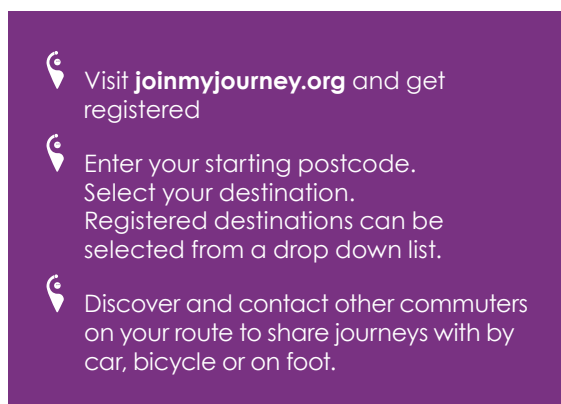 Visit joinmyjourney.org and get
registered
Enter your starting postcode.
Select your destination.
Registered destinations can be
selected from a drop down list.
Discover and contact other commuters
on your route to share journeys with by
car, bicycle or on foot.